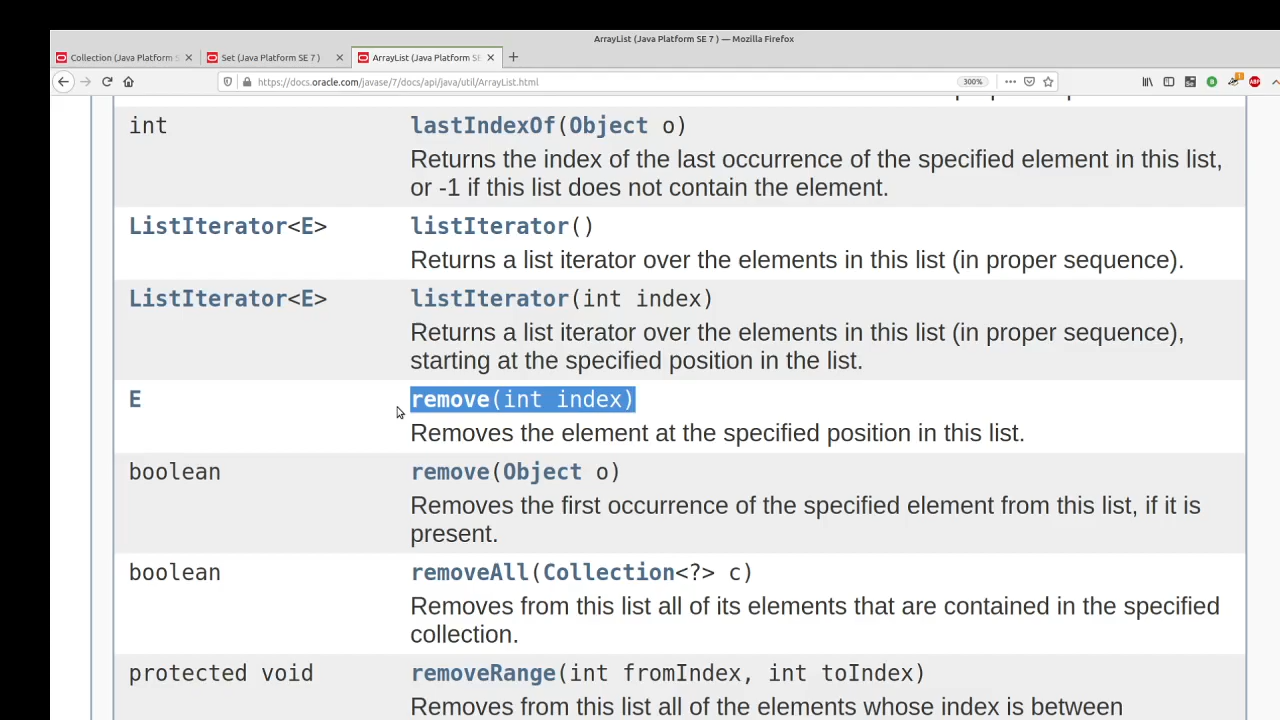 ArrayList (Java Platform SE 7 ) — Mozilla Firefox
Collection (Java Platform S
Set (Java Platform SE 7 )
ArrayList (Java Platform SE
https://docs.oracle.com/javase/7/docs/api/java/util/ArrayList.html
300%
ABP
int lastIndexOf(Object o)
Returns the index of the last occurrence of the specified element in this list,
or -1 if this list does not contain the element.
ListIterator<E> listIterator()
Returns a list iterator over the elements in this list (in proper sequence).
ListIterator<E> listIterator(int index)
Returns a list iterator over the elements in this list (in proper sequence),
starting at the specified position in the list.
E remove(int index)
Removes the element at the specified position in this list.
boolean remove(Object o)
Removes the first occurrence of the specified element from this list, if it is
present.
boolean removeAll(Collection<?> c)
Removes from this list all of its elements that are contained in the specified
collection.
protected void removeRange(int fromIndex, int toIndex)
Removes from this list all of the elements whose index is between